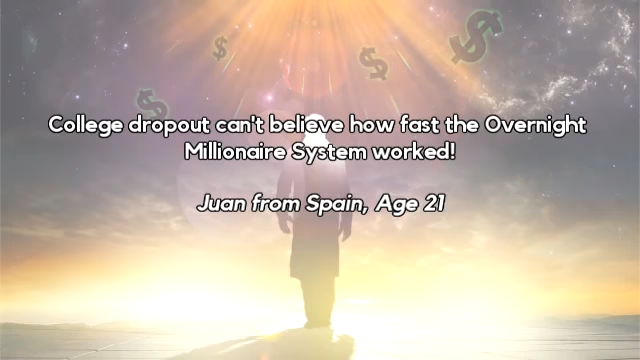 College dropout can't believe how fast the Overnight
Millionaire System worked!
Juan from Spain, Age 21